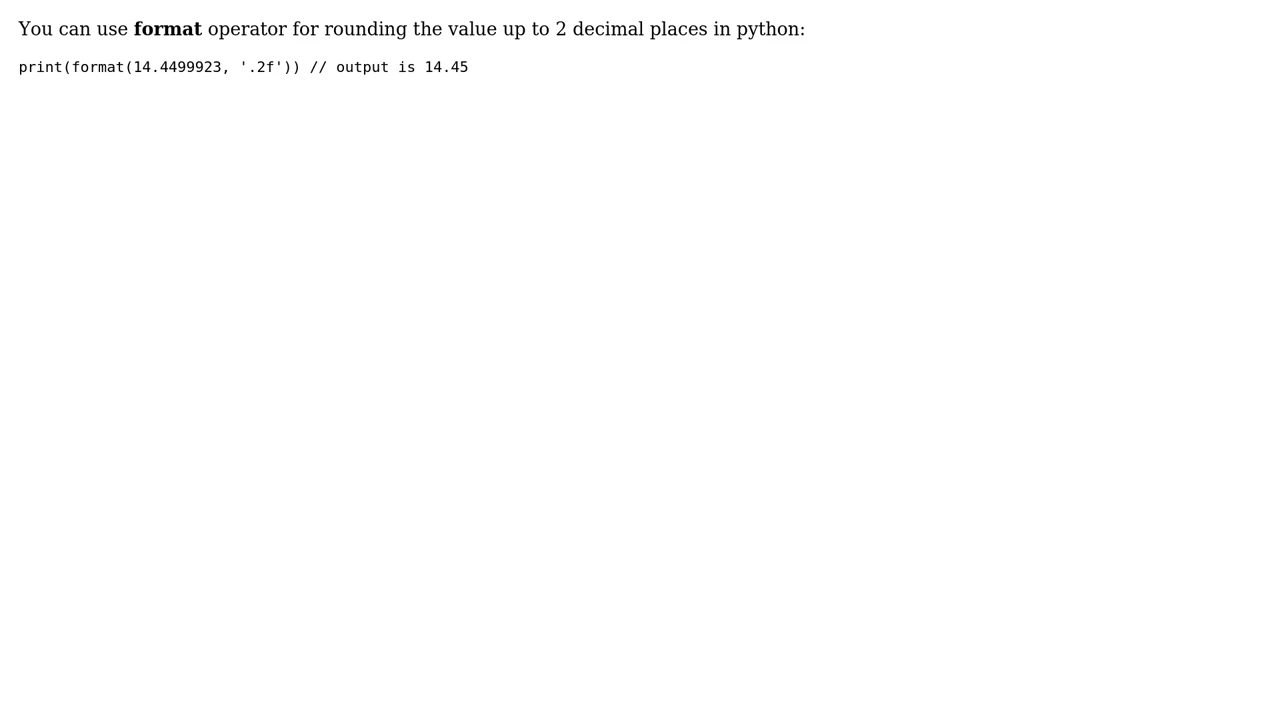 You can use format operator for rounding the value up to 2 decimal places in python:
print(format(14.4499923, '.2f')) // output is 14.45